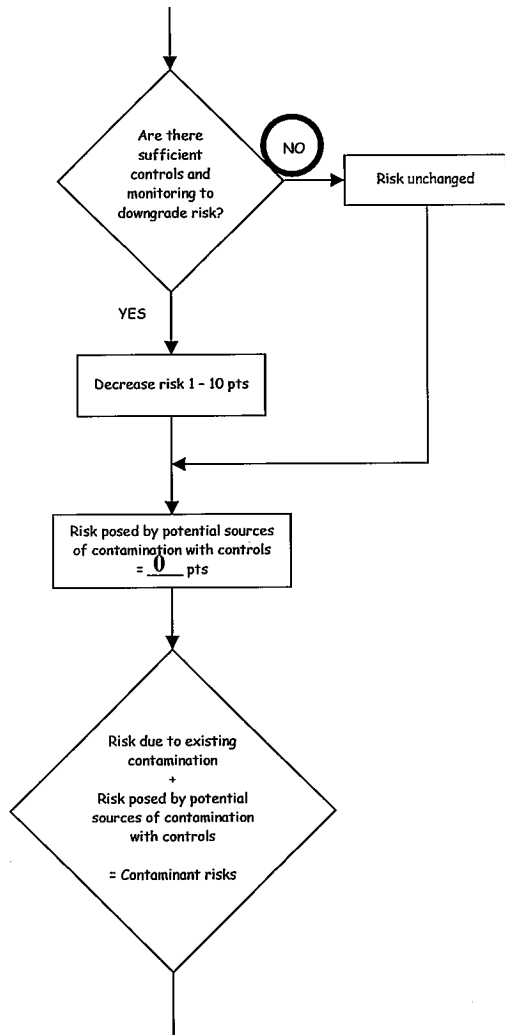 Are there
sufficient
controls and
monitoring to
downgrade risk?
NO
Risk unchanged
YES
Decrease risk 1 - 10 pts
Risk posed by potential sources
of contamination with controls
= 0 pts
Risk due to existing
contamination
+
Risk posed by potential
sources of contamination
with controls
= Contaminant risks